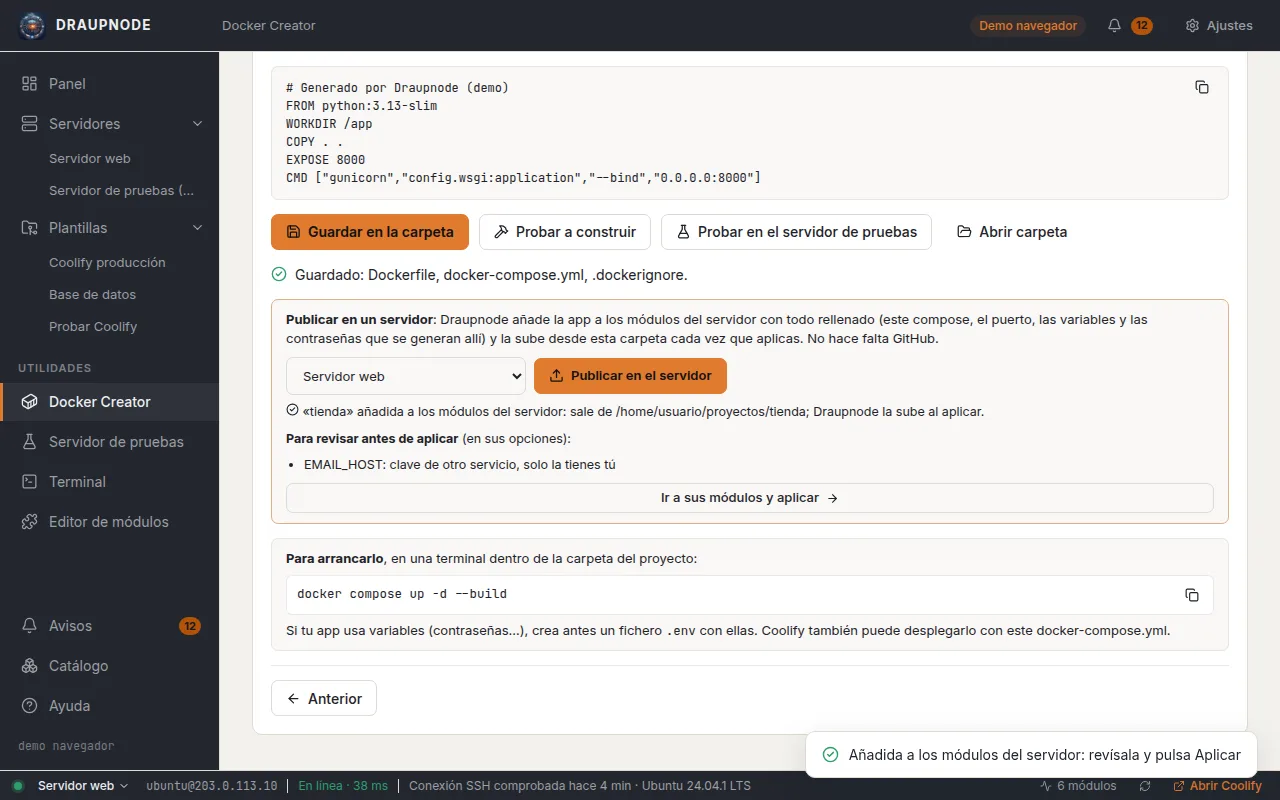 DRAUPNODE
Docker Creator
Demo navegador
12
Ajustes
Panel
Servidores
Servidor web
Servidor de pruebas (...
Plantillas
Coolify producción
Base de datos
Probar Coolify
UTILIDADES
Docker Creator
Servidor de pruebas
Terminal
Editor de módulos
Avisos
12
Catálogo
Ayuda
demo navegador
# Generado por Draupnode (demo)
FROM python:3.13-slim
WORKDIR /app
COPY . .
EXPOSE 8000
CMD ["gunicorn","config.wsgi:application","--bind","0.0.0.0:8000"]
Guardar en la carpeta
Probar a construir
Probar en el servidor de pruebas
Abrir carpeta
Guardado: Dockerfile, docker-compose.yml, .dockerignore.
Publicar en un servidor: Draupnode añade la app a los módulos del servidor con todo rellenado (este compose, el puerto, las variables y las
contraseñas que se generan allí) y la sube desde esta carpeta cada vez que aplicas. No hace falta GitHub.
Servidor web
Publicar en el servidor
«tienda» añadida a los módulos del servidor: sale de /home/usuario/proyectos/tienda; Draupnode la sube al aplicar.
Para revisar antes de aplicar (en sus opciones):
• EMAIL_HOST: clave de otro servicio, solo la tienes tú
Ir a sus módulos y aplicar →
Para arrancarlo, en una terminal dentro de la carpeta del proyecto:
docker compose up -d --build
Si tu app usa variables (contraseñas...), crea antes un fichero .env con ellas. Coolify también puede desplegarlo con este docker-compose.yml.
← Anterior
Añadida a los módulos del servidor: revísala y pulsa Aplicar
Servidor web
ubuntu@203.0.113.10
En línea · 38 ms
Conexión SSH comprobada hace 4 min · Ubuntu 24.04.1 LTS
6 módulos
Abrir Coolify